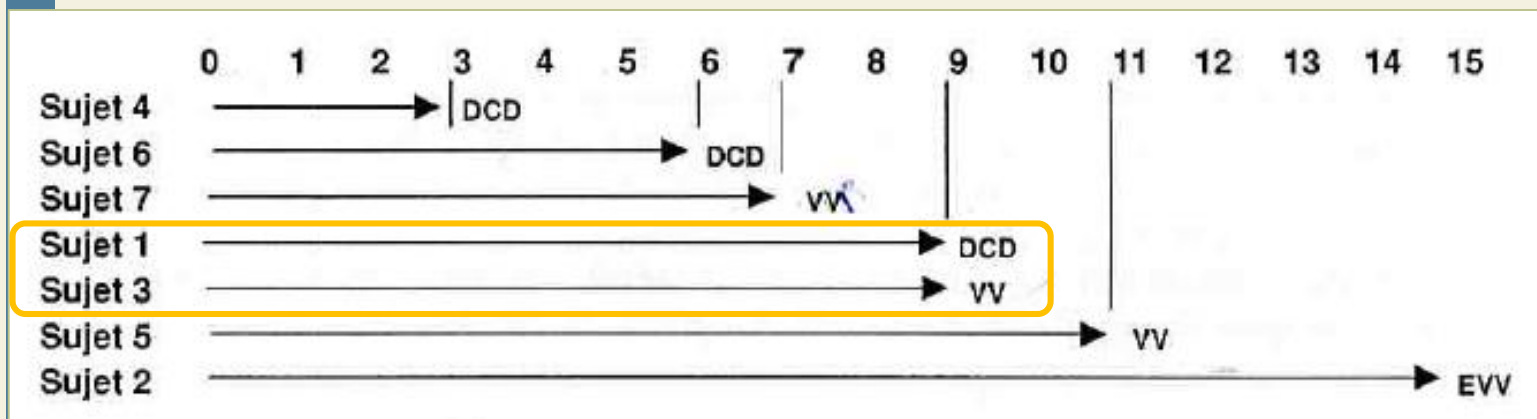 0 1 2 3 4 5 6 7 8 9 10 11 12 13 14 15
Sujet 4 DCD
Sujet 6 DCD
Sujet 7 VV
Sujet 1 DCD
Sujet 3 VV
Sujet 5 VV
Sujet 2 EVV